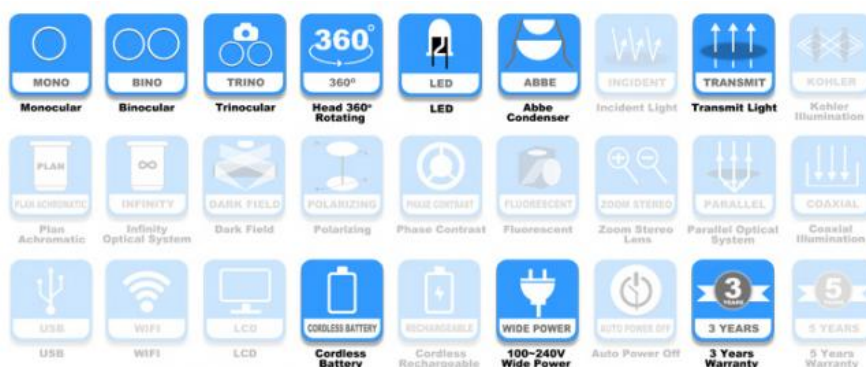 360°
MONO BINO TRINO 360° LED ABBE INCIDENT TRANSMIT KOHLER
Monocular Binocular Trinocular Head 360° Rotating LED Abbe Condenser Incident Light Transmit Light Kohler Illumination
PLAN ∞
PLAN ACHROMATIC INFINITY DARK FIELD POLARIZING PHASE CONTRAST FLUORESCENT ZOOM STEREO PARALLEL COAXIAL
Plan Achromatic Infinity Optical System Dark Field Polarizing Phase Contrast Fluorescent Zoom Stereo Lens Parallel Optical System Coaxial Illumination
3 YEARS 5 YEARS
USB WIFI LCD CORDLESS BATTERY RECHARGEABLE WIDE POWER AUTO POWER OFF 3 YEARS 5 YEARS
USB WIFI LCD Cordless Battery Cordless Rechargeable 100~240V Wide Power Auto Power Off 3 Years Warranty 5 Years Warranty